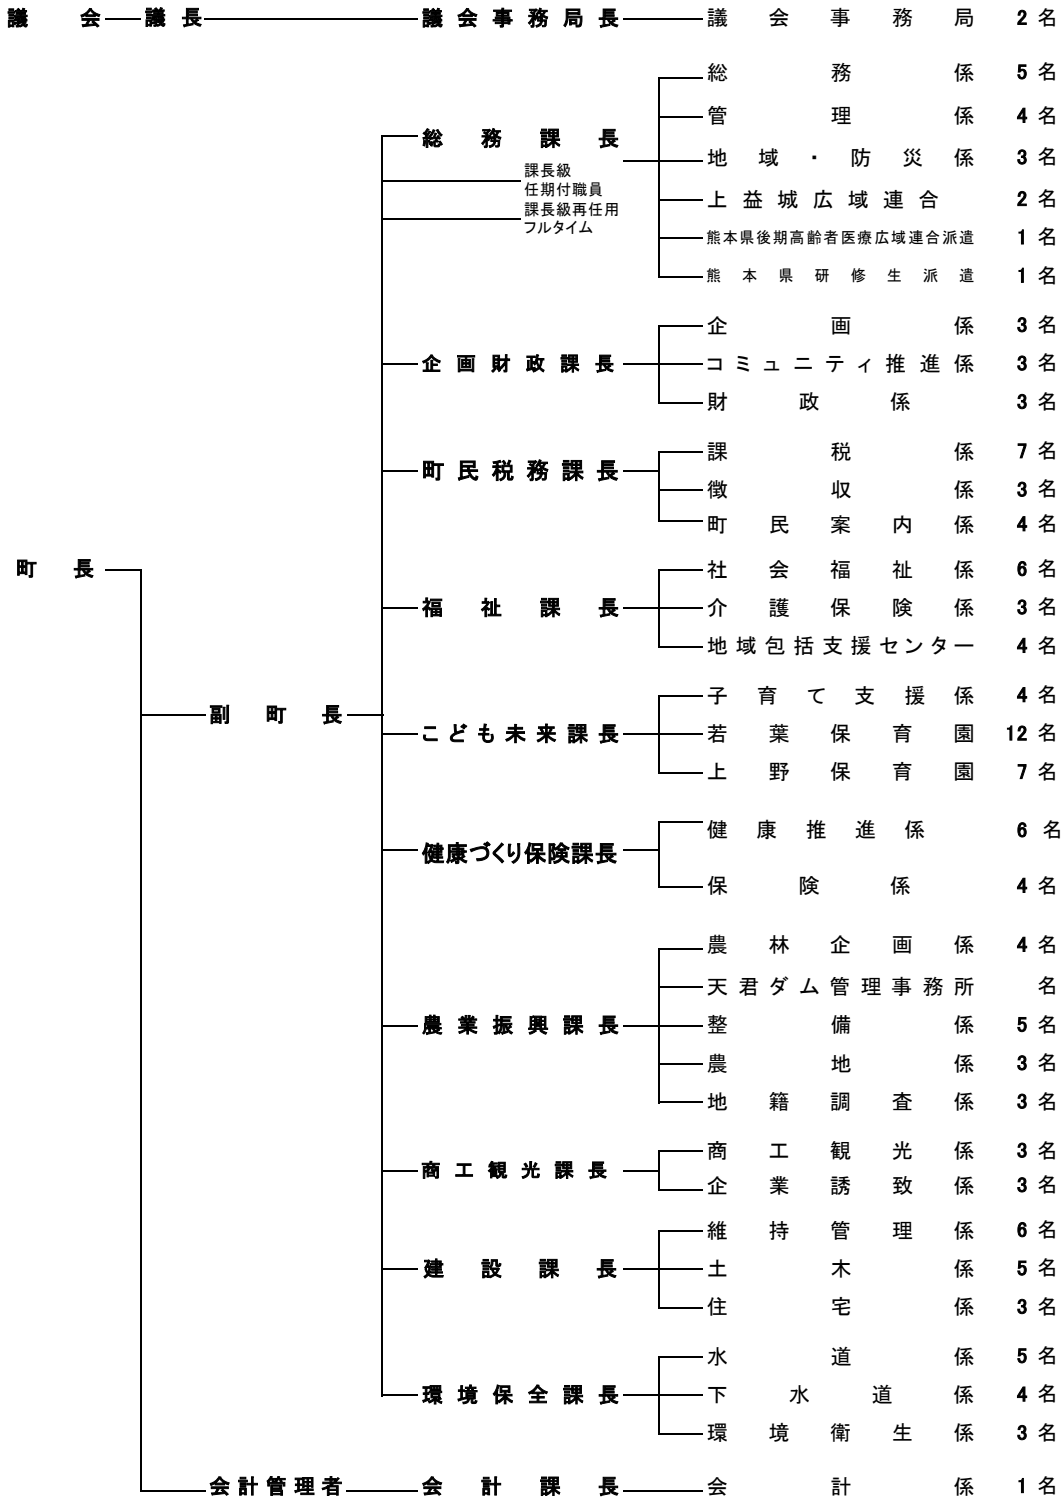 議会 議長 議会事務局長 議会事務局 2名
総務係 5名
管理係 4名
総務課長
地域・防災係 3名
課長級
任期付職員
課長級再任用
フルタイム
上益城広域連合 2名
熊本県後期高齢者医療広域連合派遣 1名
熊本県研修生派遣 1名
企画係 3名
企画財政課長 コミュニティ推進係 3名
財政係 3名
課税係 7名
町民税務課長
徴収係 3名
町民案内係 4名
町長 社会福祉係 6名
福祉課長 介護保険係 3名
地域包括支援センター 4名
子育て支援係 4名
副町長
こども未来課長 若葉保育園 12名
上野保育園 7名
健康推進係 6名
健康づくり保険課長
保険係 4名
農林企画係 4名
天君ダム管理事務所 名
農業振興課長 整備係 5名
農地係 3名
地籍調査係 3名
商工観光係 3名
商工観光課長
企業誘致係 3名
維持管理係 6名
建設課長 土木係 5名
住宅係 3名
水道係 5名
環境保全課長 下水道係 4名
環境衛生係 3名
会計管理者 会計課長 会計係 1名